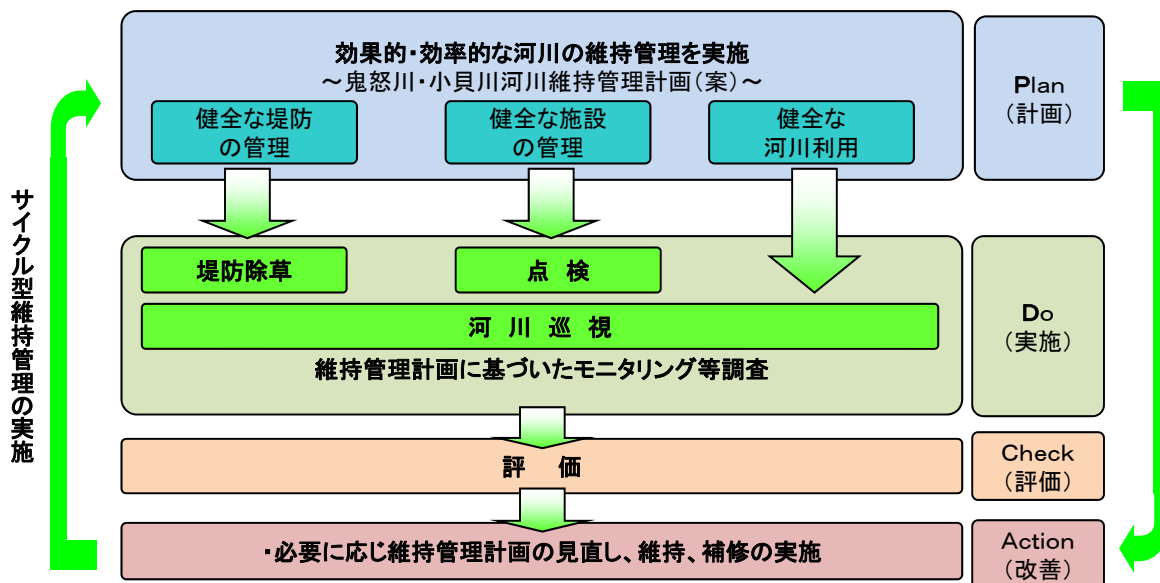 効果的・効率的な河川の維持管理を実施
～鬼怒川・小貝川河川維持管理計画（案）～
健全な堤防
の管理
健全な施設
の管理
健全な
河川利用
Plan
（計画）
サイクル型維持管理の実施
堤防除草
点 検
河 川 巡 視
維持管理計画に基づいたモニタリング等調査
Do
（実施）
評 価
Check
（評価）
・必要に応じ維持管理計画の見直し、維持、補修の実施
Action
（改善）